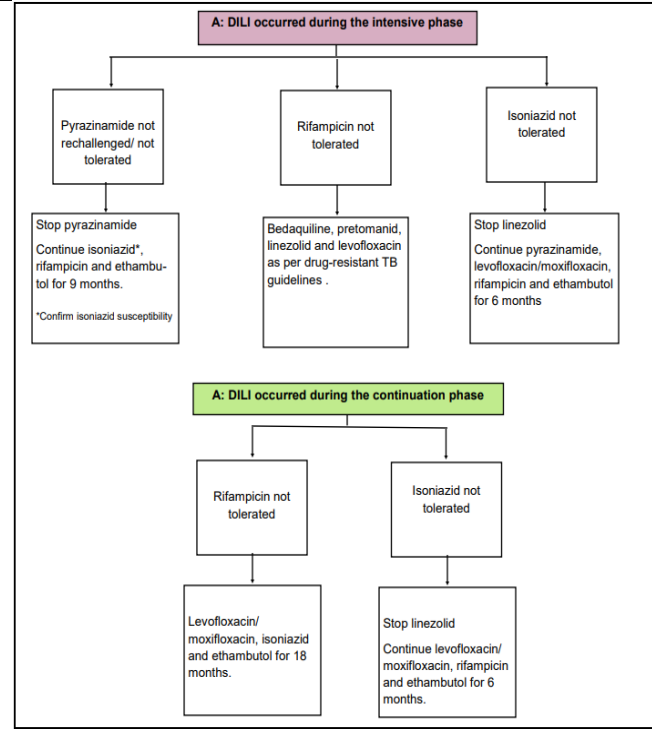 A: DILI occurred during the intensive phase
Pyrazinamide not
rechallenged/ not
tolerated
Rifampicin not
tolerated
Isoniazid not
tolerated
Stop pyrazinamide
Continue isoniazid*,
rifampicin and ethambu-
tol for 9 months.
*Confirm isoniazid susceptibility
Bedaquiline, pretomanid,
linezolid and levofloxacin
as per drug-resistant TB
guidelines .
Stop linezolid
Continue pyrazinamide,
levofloxacin/moxifloxacin,
rifampicin and ethambutol
for 6 months
A: DILI occurred during the continuation phase
Rifampicin not
tolerated
Isoniazid not
tolerated
Levofloxacin/
moxifloxacin, isoniazid
and ethambutol for 18
months.
Stop linezolid
Continue levofloxacin/
moxifloxacin, rifampicin
and ethambutol for 6
months.